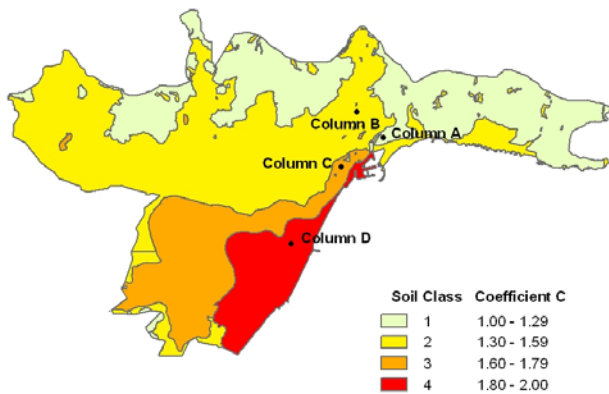 Column B
Column A
Column C
Column D
Soil Class Coefficient C
1 1.00 - 1.29
2 1.30 - 1.59
3 1.60 - 1.79
4 1.80 - 2.00